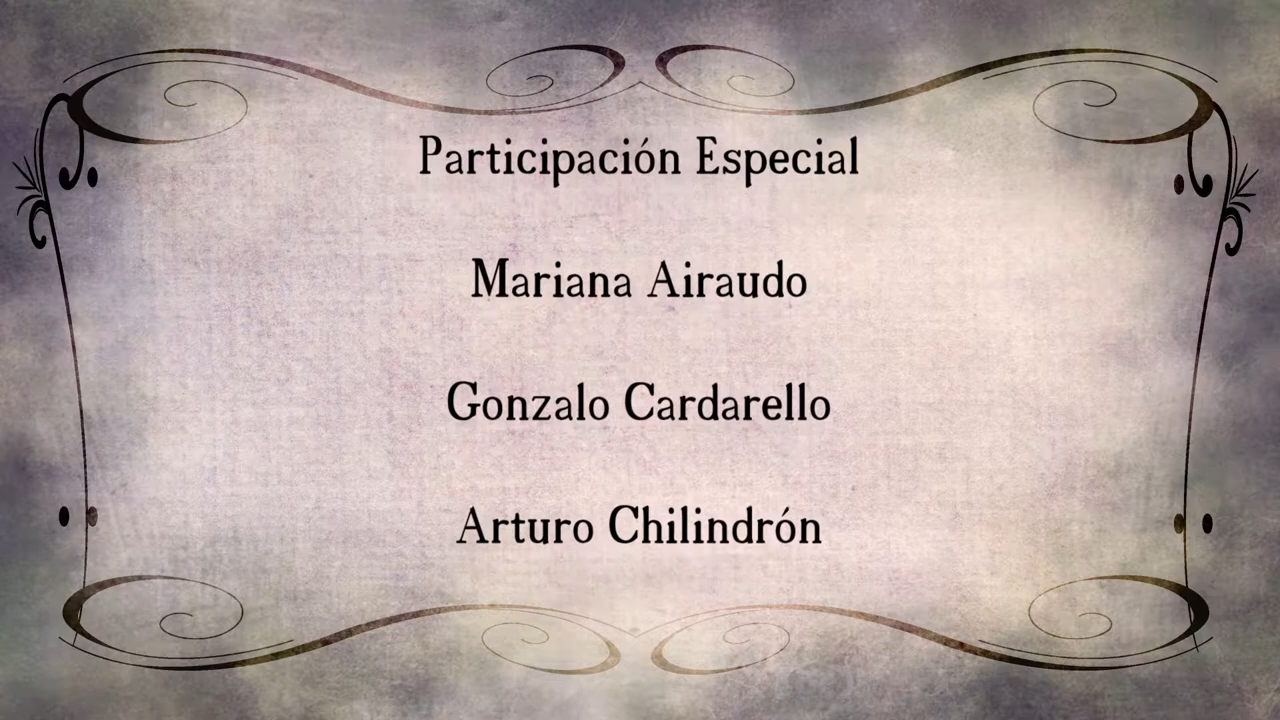 Participación Especial
Mariana Airaudo
Gonzalo Cardarello
Arturo Chilindrón